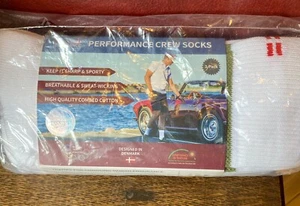 PERFORMANCE CREW SOCKS
KEEP IT SHARP & SPORTY
BREATHABLE & SWEAT-WICKING
HIGH QUALITY COMBED COTTON
DESIGNED IN
DENMARK